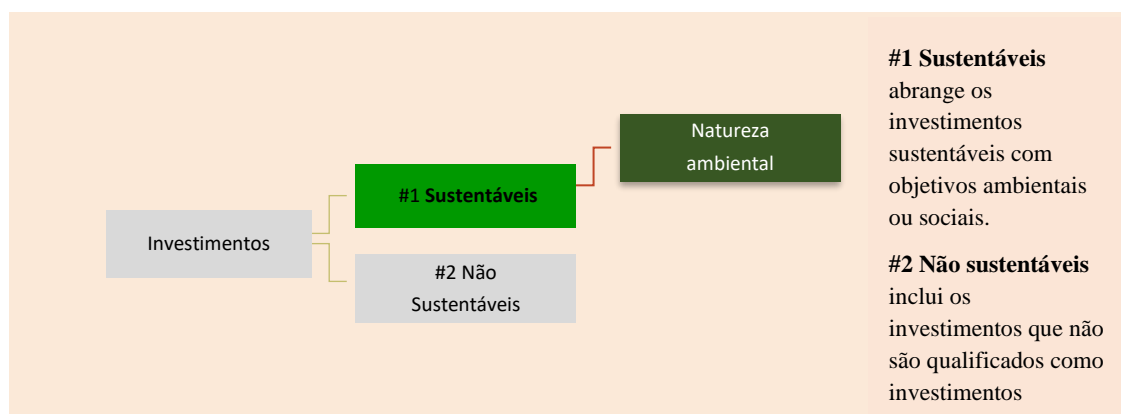 Investimentos
#1 Sustentáveis
#2 Não
Sustentáveis
Natureza
ambiental
#1 Sustentáveis
abrange os
investimentos
sustentáveis com
objetivos ambientais
ou sociais.
#2 Não sustentáveis
inclui os
investimentos que não
são qualificados como
investimentos